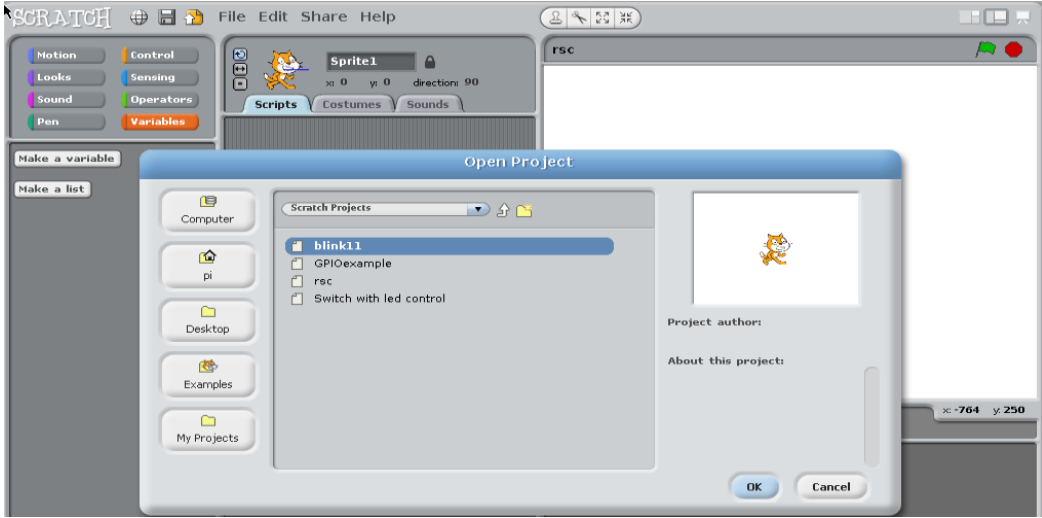 SCRATCH File Edit Share Help
Motion Control
Looks Sensing
Sound Operators
Pen Variables
Make a variable
Make a list
Sprite1
x: 0 y: 0 direction: 90
Scripts Costumes Sounds
rsc
Open Project
Computer
pi
Desktop
Examples
My Projects
Scratch Projects
blink11
GPIOexample
rsc
Switch with led control
Project author:
About this project:
OK Cancel
x: -764 y: 250